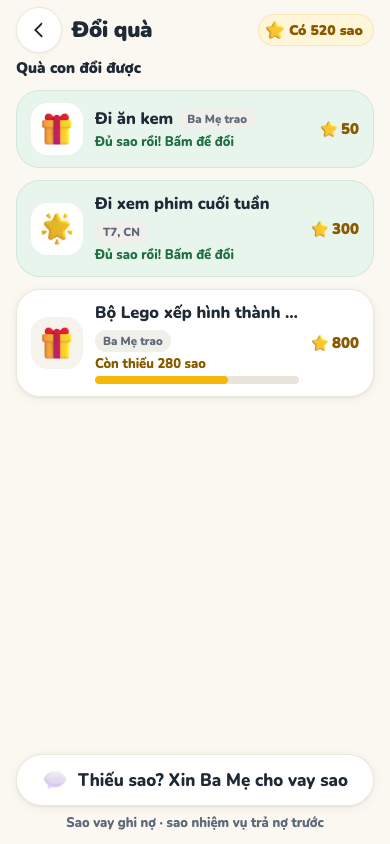 Đổi quà
Có 520 sao
Quà con đổi được
Đi ăn kem
Ba Mẹ trao
Đủ sao rồi! Bấm để đổi
50
Đi xem phim cuối tuần
T7, CN
Đủ sao rồi! Bấm để đổi
300
Bộ Lego xếp hình thành ...
Ba Mẹ trao
Còn thiếu 280 sao
800
Thiếu sao? Xin Ba Mẹ cho vay sao
Sao vay ghi nợ · sao nhiệm vụ trả nợ trước